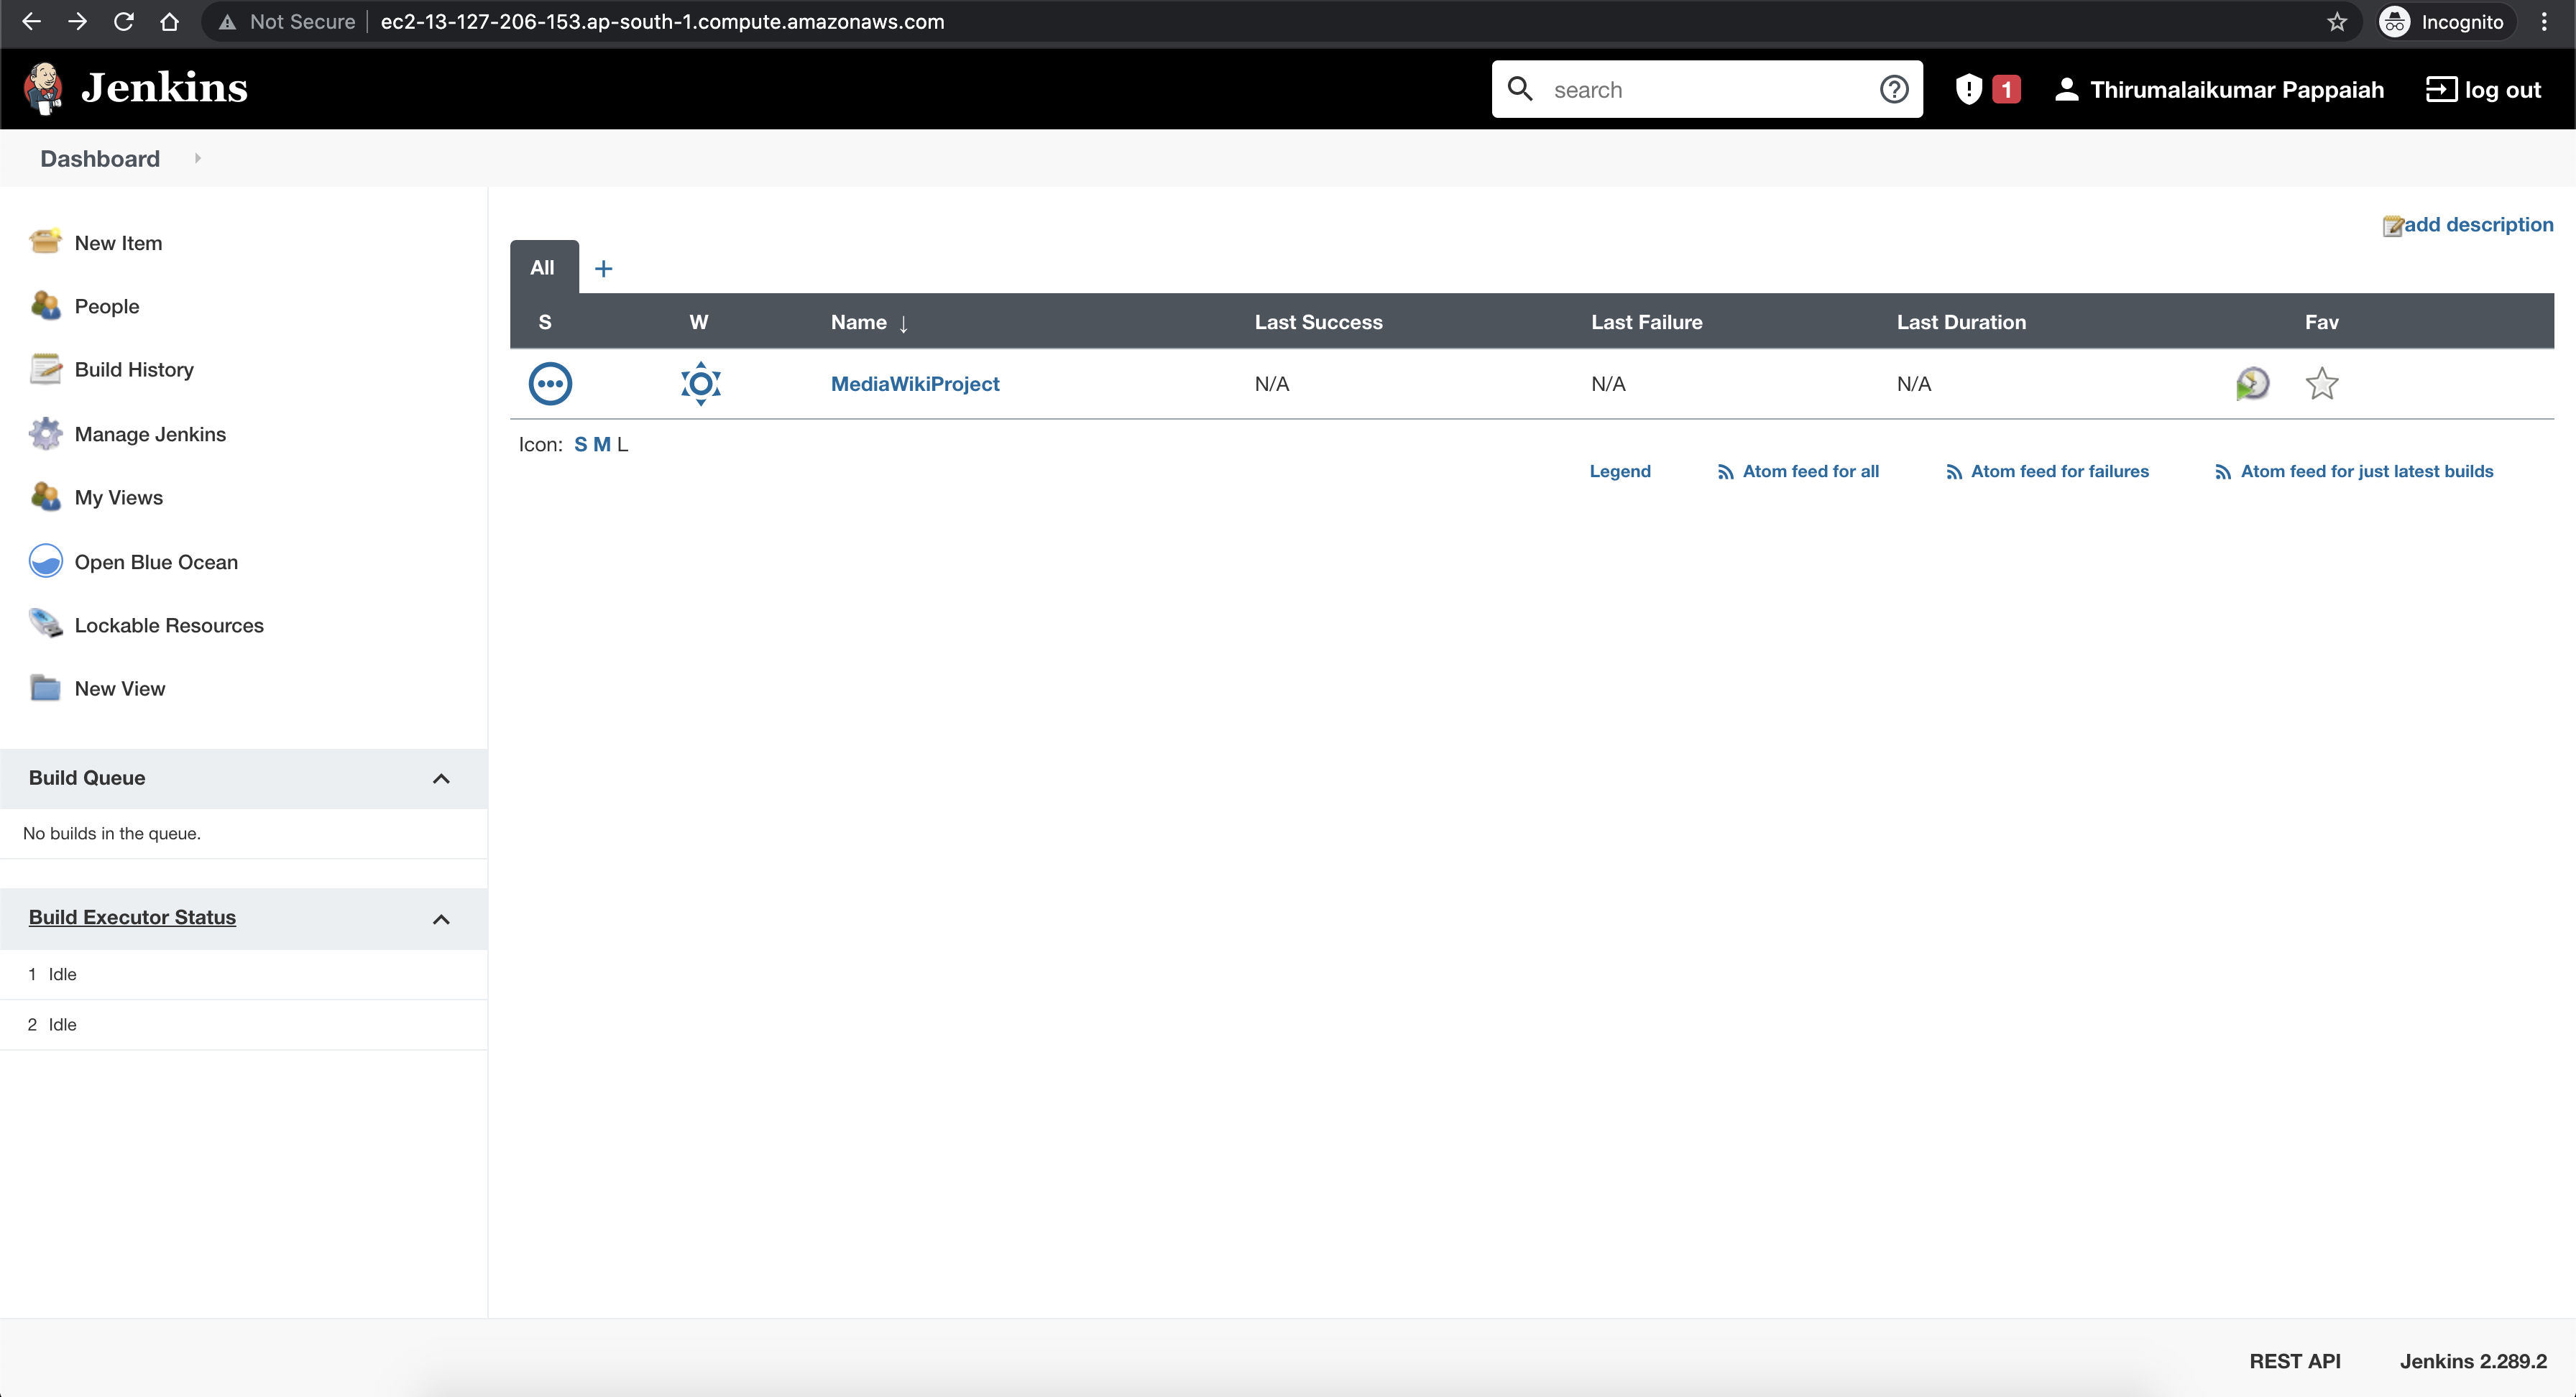 Not Secure ec2-13-127-206-153.ap-south-1.compute.amazonaws.com Incognito
Jenkins search 1 Thirumalaikumar Pappaiah log out
Dashboard
add description
New Item
People
Build History
Manage Jenkins
My Views
Open Blue Ocean
Lockable Resources
New View
Build Queue
No builds in the queue.
Build Executor Status
1 Idle
2 Idle
All +
S W Name ↓ Last Success Last Failure Last Duration Fav
MediaWikiProject N/A N/A N/A
Icon: S M L
Legend Atom feed for all Atom feed for failures Atom feed for just latest builds
REST API Jenkins 2.289.2